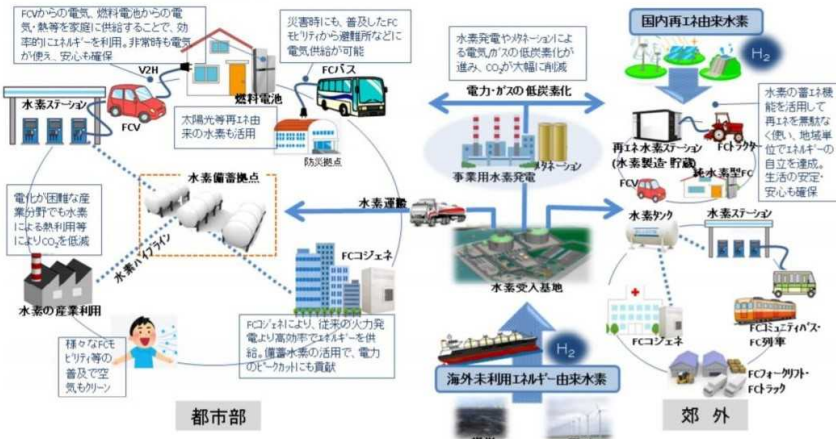 FCVからの電気、燃料電池からの電
気・熱等を家庭に供給することで、効
率的にエネルギーを利用。非常時も電気
が使え、安心も確保
V2H
水素ステーション
FCV
燃料電池
太陽光等再エネ由
来の水素も活用
災害時にも、普及したFC
モビリティから避難所などに
電気供給が可能
FCバス
防災拠点
水素備蓄拠点
電化が困難な産
業分野でも水素
による熱利用等
によりCO₂を低減
水素パイプライン
水素の産業利用
様々なFCモ
ビリティ等の
普及で空
気もクリーン
FCコジェネ
FCコジェネにより、従来の火力発
電より高効率でエネルギーを供
給。備蓄水素の活用で、電力
のピークカットにも貢献
都市部
水素発電やメタネーションによ
る電気、ガスの低炭素化が
進み、CO₂が大幅に削減
電力・ガスの低炭素化
メタネーション
事業用水素発電
水素運搬
水素受入基地
H₂
海外未利用エネルギー由来水素
国内再エネ由来水素
H₂
水素の蓄エネ機
能を活用して
再エネを無駄な
く使い、地域単
位でエネルギーの
自立を達成。
生活の安定・
安心も確保
FCトラクター
再エネ水素ステーション
(水素製造・貯蔵)
純水素型FC
FCV
水素タンク
水素ステーション
FCコミュニティバス・
FC列車
FCコジェネ
FCフォークリフト・
FCトラック
郊外